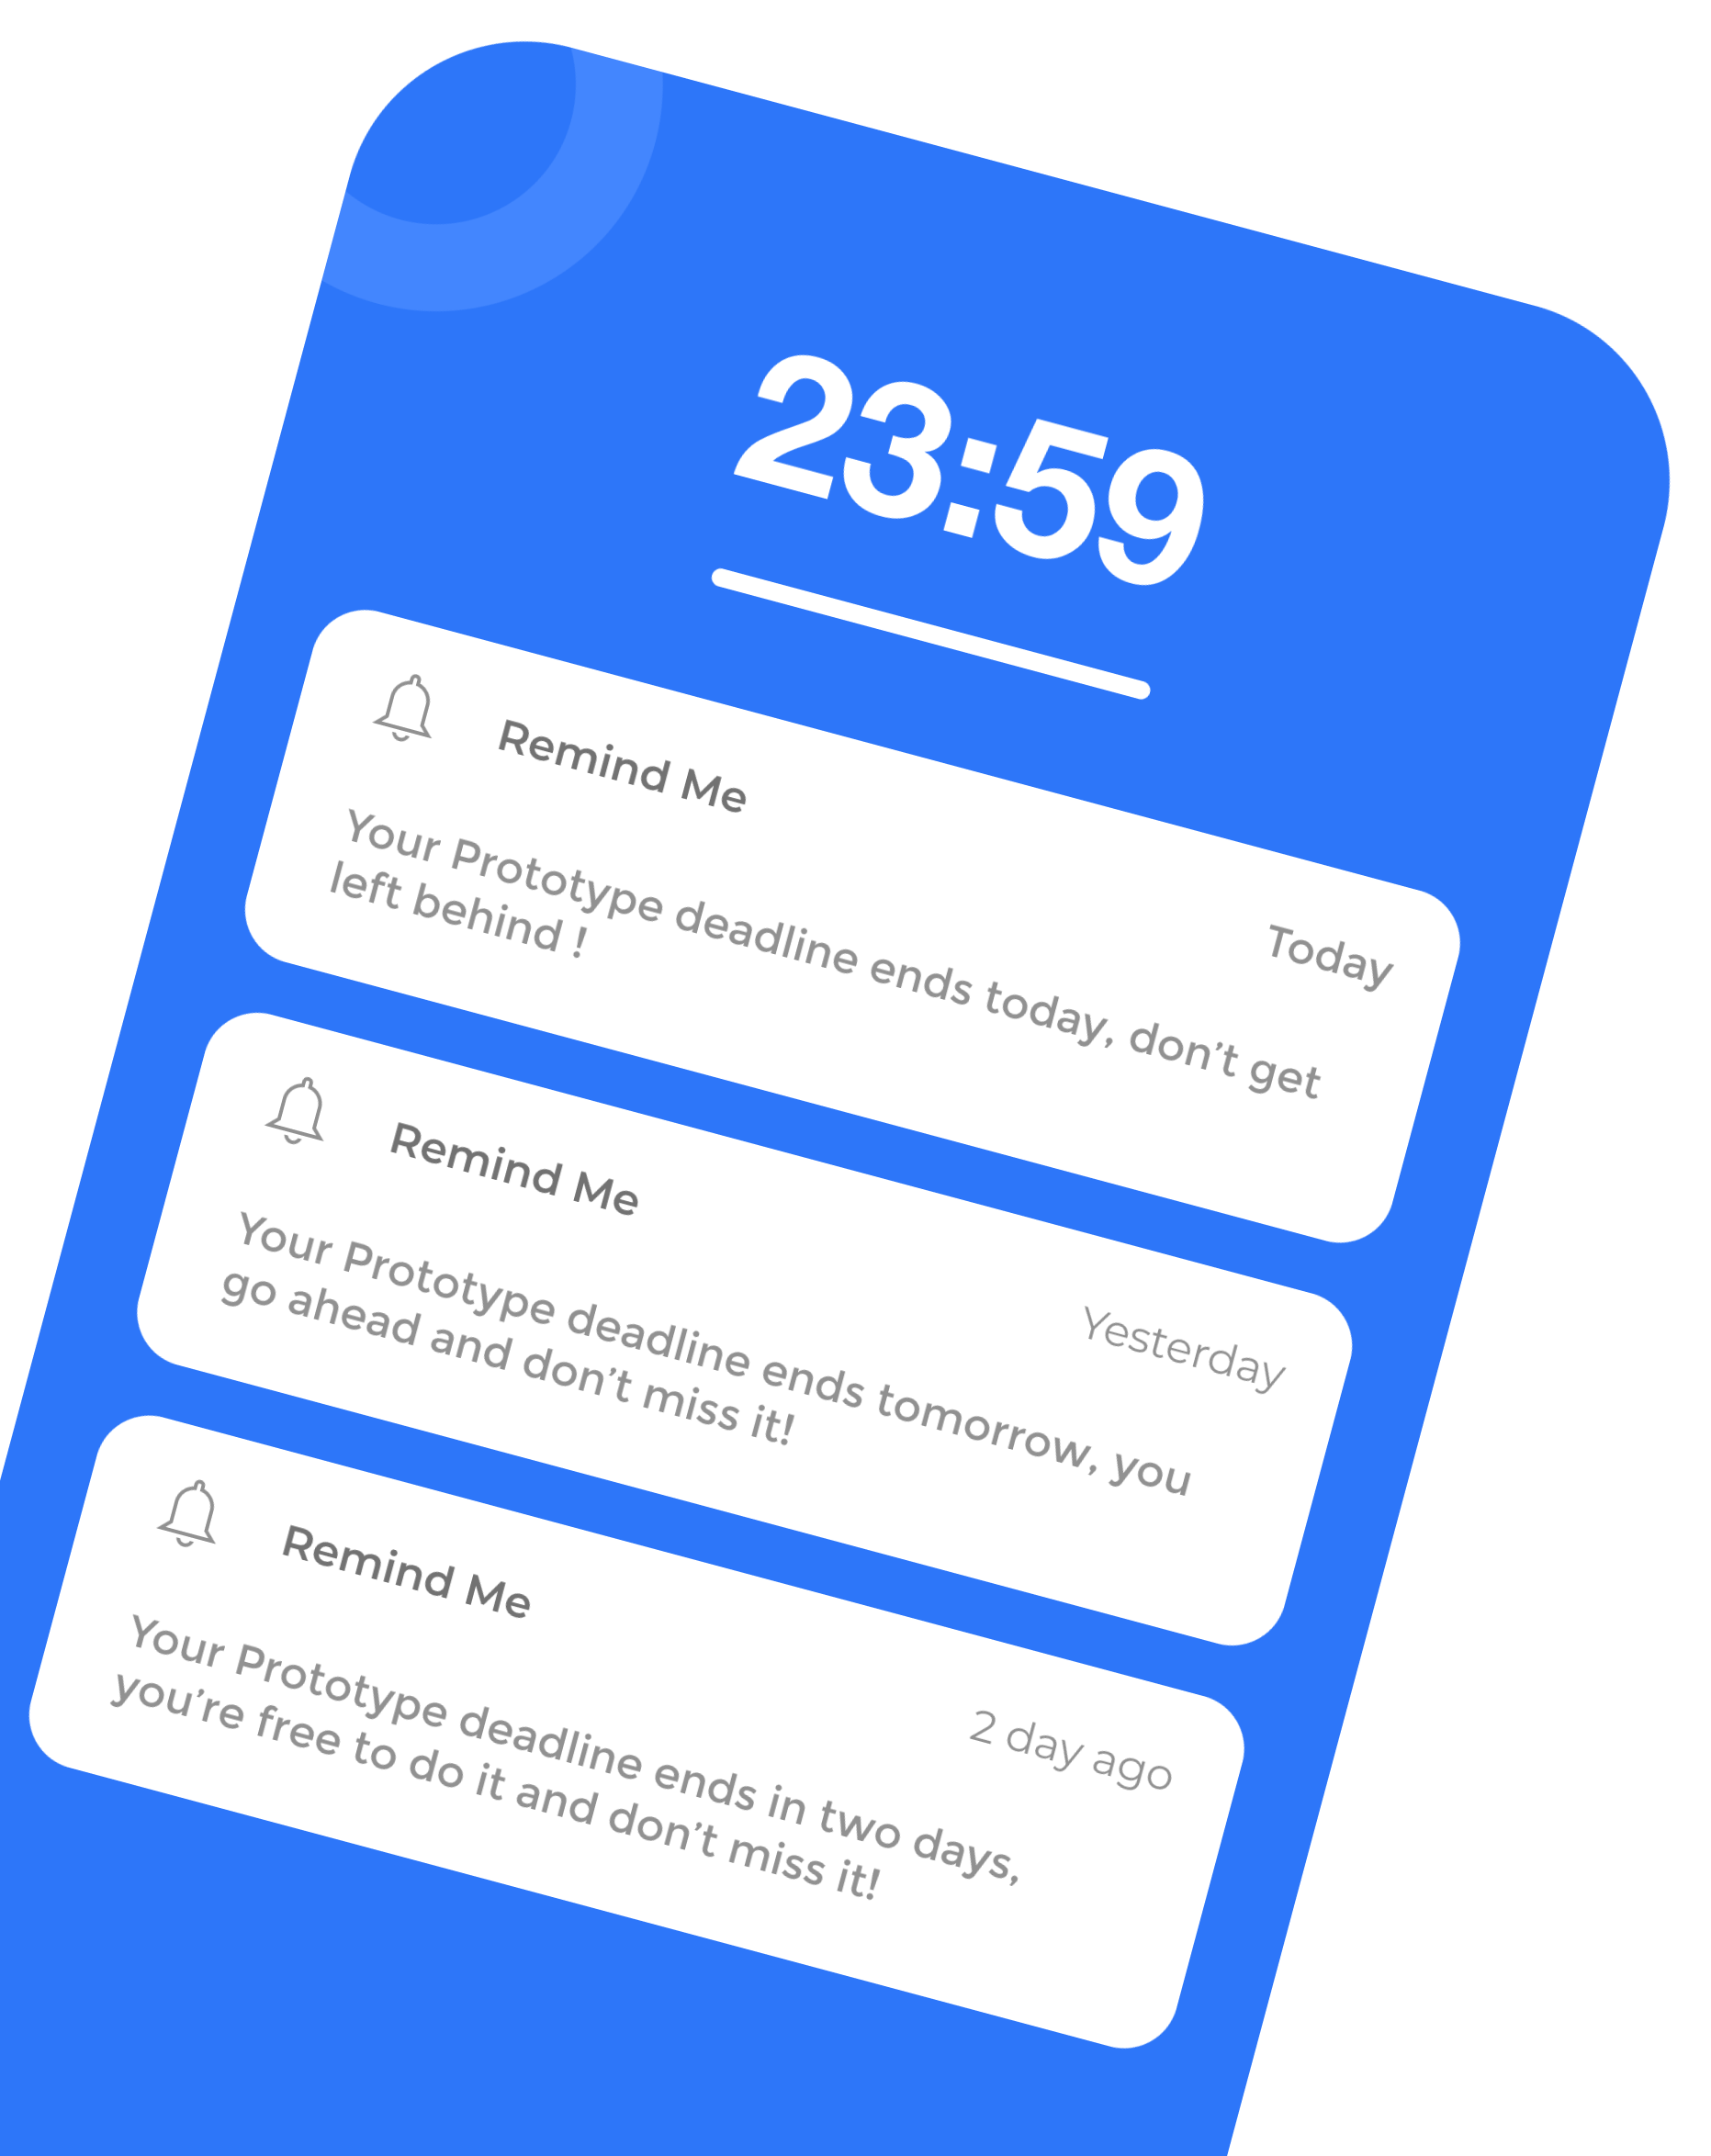 23:59
Remind Me
Today
Your Prototype deadline ends today, don't get
left behind !
Remind Me
Yesterday
Your Prototype deadline ends tomorrow, you
go ahead and don't miss it!
Remind Me
2 day ago
Your Prototype deadline ends in two days,
you're free to do it and don't miss it!